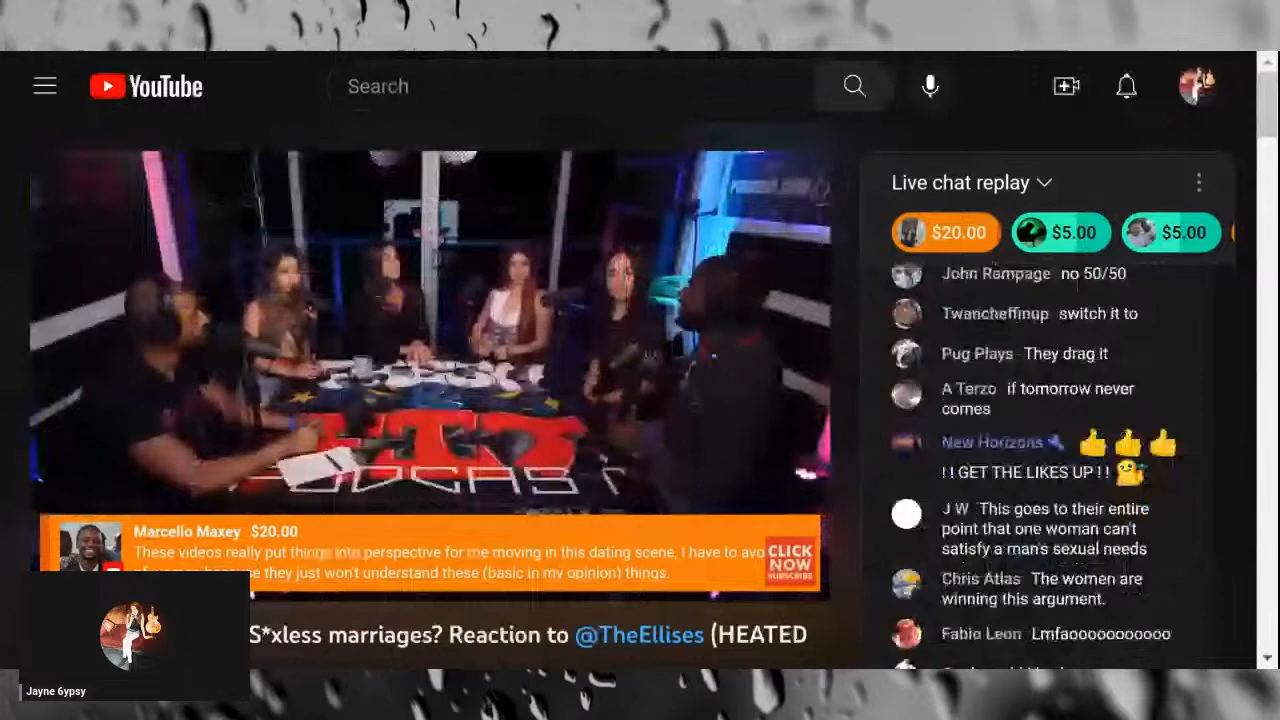 YouTube
Search
Live chat replay
$20.00
$5.00
$5.00
John Rampage no 50/50
Twancheffinup switch it to
Pug Plays They drag it
A Terzo if tomorrow never
comes
New Horizons
!! GET THE LIKES UP !!
J W This goes to their entire
point that one woman can't
satisfy a man's sexual needs
Chris Atlas The women are
winning this argument.
Fabio Leon Lmfaooooooooooo
PODCAST
Marcello Maxey $20.00
These videos really put things into perspective for me moving in this dating scene, I have to avo
because they just won't understand these (basic in my opinion) things.
CLICK
NOW
SUBSCRIBE
S*xless marriages? Reaction to @TheEllises (HEATED
Jayne 6ypsy